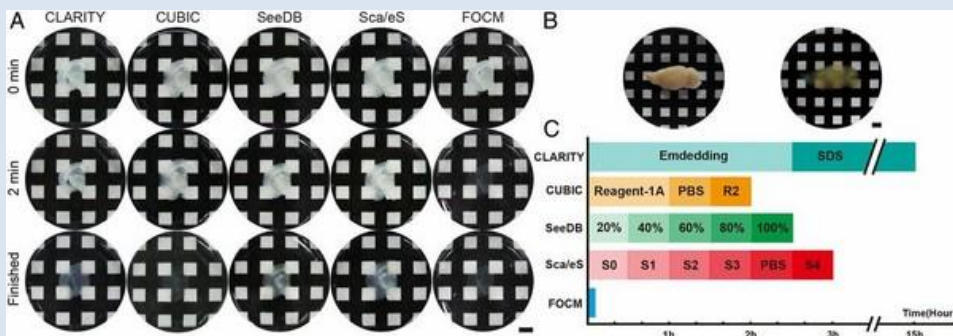 A
CLARITY CUBIC SeeDB Sca/eS FOCM
0 min
2 min
Finished
B
C
CLARITY Emdedding SDS
CUBIC Reagent-1A PBS R2
SeeDB 20% 40% 60% 80% 100%
Sca/eS S0 S1 S2 S3 PBS S4
FOCM
Time(Hour
1h 2h 3h 15h